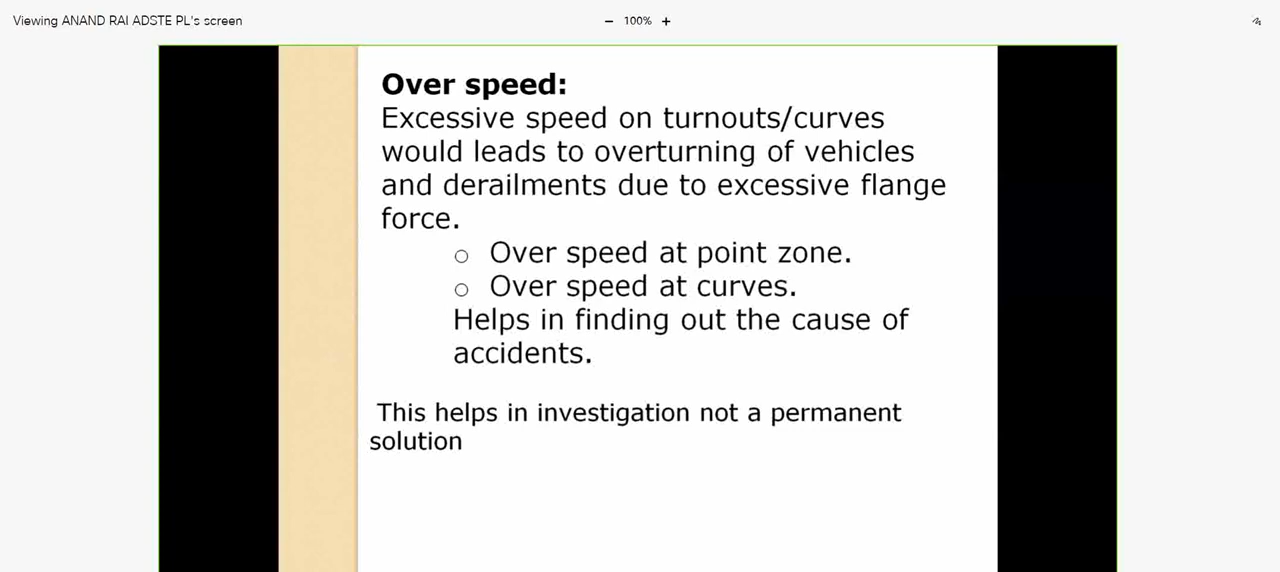 Viewing ANAND RAI ADSTE PL's screen
− 100% +
Over speed:
Excessive speed on turnouts/curves
would leads to overturning of vehicles
and derailments due to excessive flange
force.
○ Over speed at point zone.
○ Over speed at curves.
Helps in finding out the cause of
accidents.
This helps in investigation not a permanent
solution